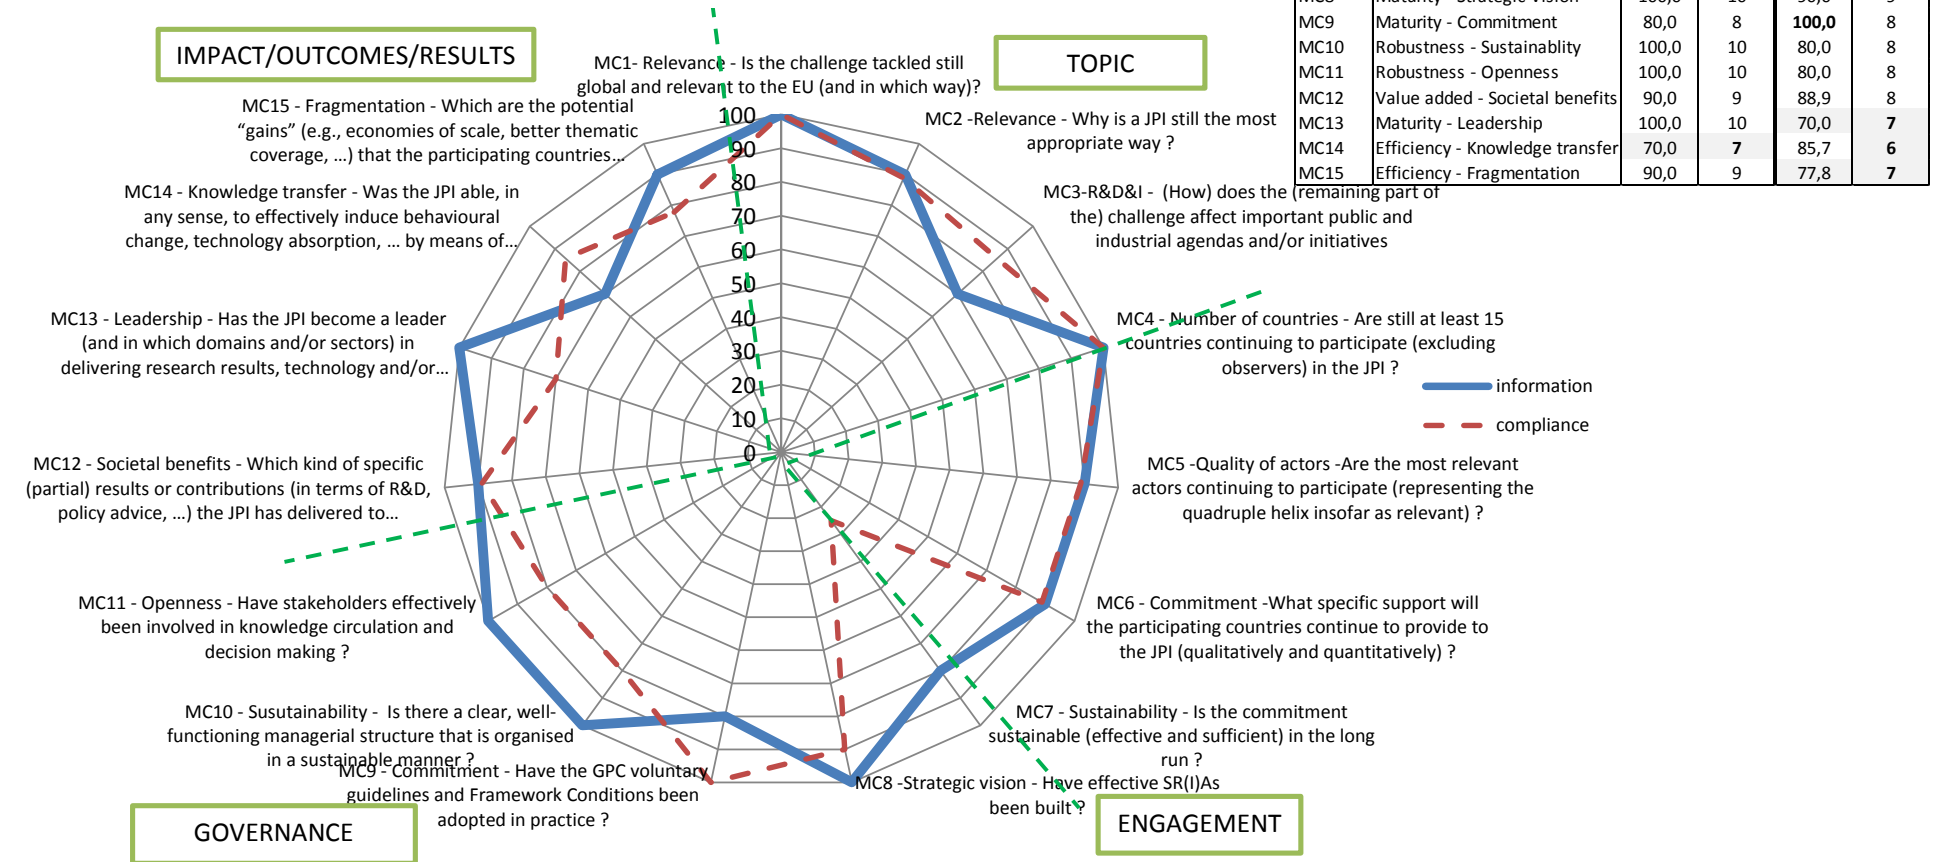 IMPACT/OUTCOMES/RESULTS
TOPIC
MC1- Relevance - Is the challenge tackled still
global and relevant to the EU (and in which way)?
MC2 -Relevance - Why is a JPI still the most
appropriate way ?
MC3-R&D&I - (How) does the (remaining part of
the) challenge affect important public and
industrial agendas and/or initiatives
MC4 - Number of countries - Are still at least 15
countries continuing to participate (excluding
observers) in the JPI ?
MC5 -Quality of actors -Are the most relevant
actors continuing to participate (representing the
quadruple helix insofar as relevant) ?
MC6 - Commitment -What specific support will
the participating countries continue to provide to
the JPI (qualitatively and quantitatively) ?
MC7 - Sustainability - Is the commitment
sustainable (effective and sufficient) in the long
run ?
MC8 -Strategic vision - Have effective SR(I)As
been built ?
MC9 - Commitment - Have the GPC voluntary
guidelines and Framework Conditions been
adopted in practice ?
MC10 - Susutainability - Is there a clear, well-
functioning managerial structure that is organised
in a sustainable manner ?
MC11 - Openness - Have stakeholders effectively
been involved in knowledge circulation and
decision making ?
MC12 - Societal benefits - Which kind of specific
(partial) results or contributions (in terms of R&D,
policy advice, ...) the JPI has delivered to...
MC13 - Leadership - Has the JPI become a leader
(and in which domains and/or sectors) in
delivering research results, technology and/or...
MC14 - Knowledge transfer - Was the JPI able, in
any sense, to effectively induce behavioural
change, technology absorption, ... by means of...
MC15 - Fragmentation - Which are the potential
“gains” (e.g., economies of scale, better thematic
coverage, ...) that the participating countries...
100
90
80
70
60
50
40
30
20
10
0
information
compliance
GOVERNANCE
ENGAGEMENT
MC8 Maturity - Strategic vision 100,0 10 90,0 9
MC9 Maturity - Commitment 80,0 8 100,0 8
MC10 Robustness - Sustainablity 100,0 10 80,0 8
MC11 Robustness - Openness 100,0 10 80,0 8
MC12 Value added - Societal benefits 90,0 9 88,9 8
MC13 Maturity - Leadership 100,0 10 70,0 7
MC14 Efficiency - Knowledge transfer 70,0 7 85,7 6
MC15 Efficiency - Fragmentation 90,0 9 77,8 7